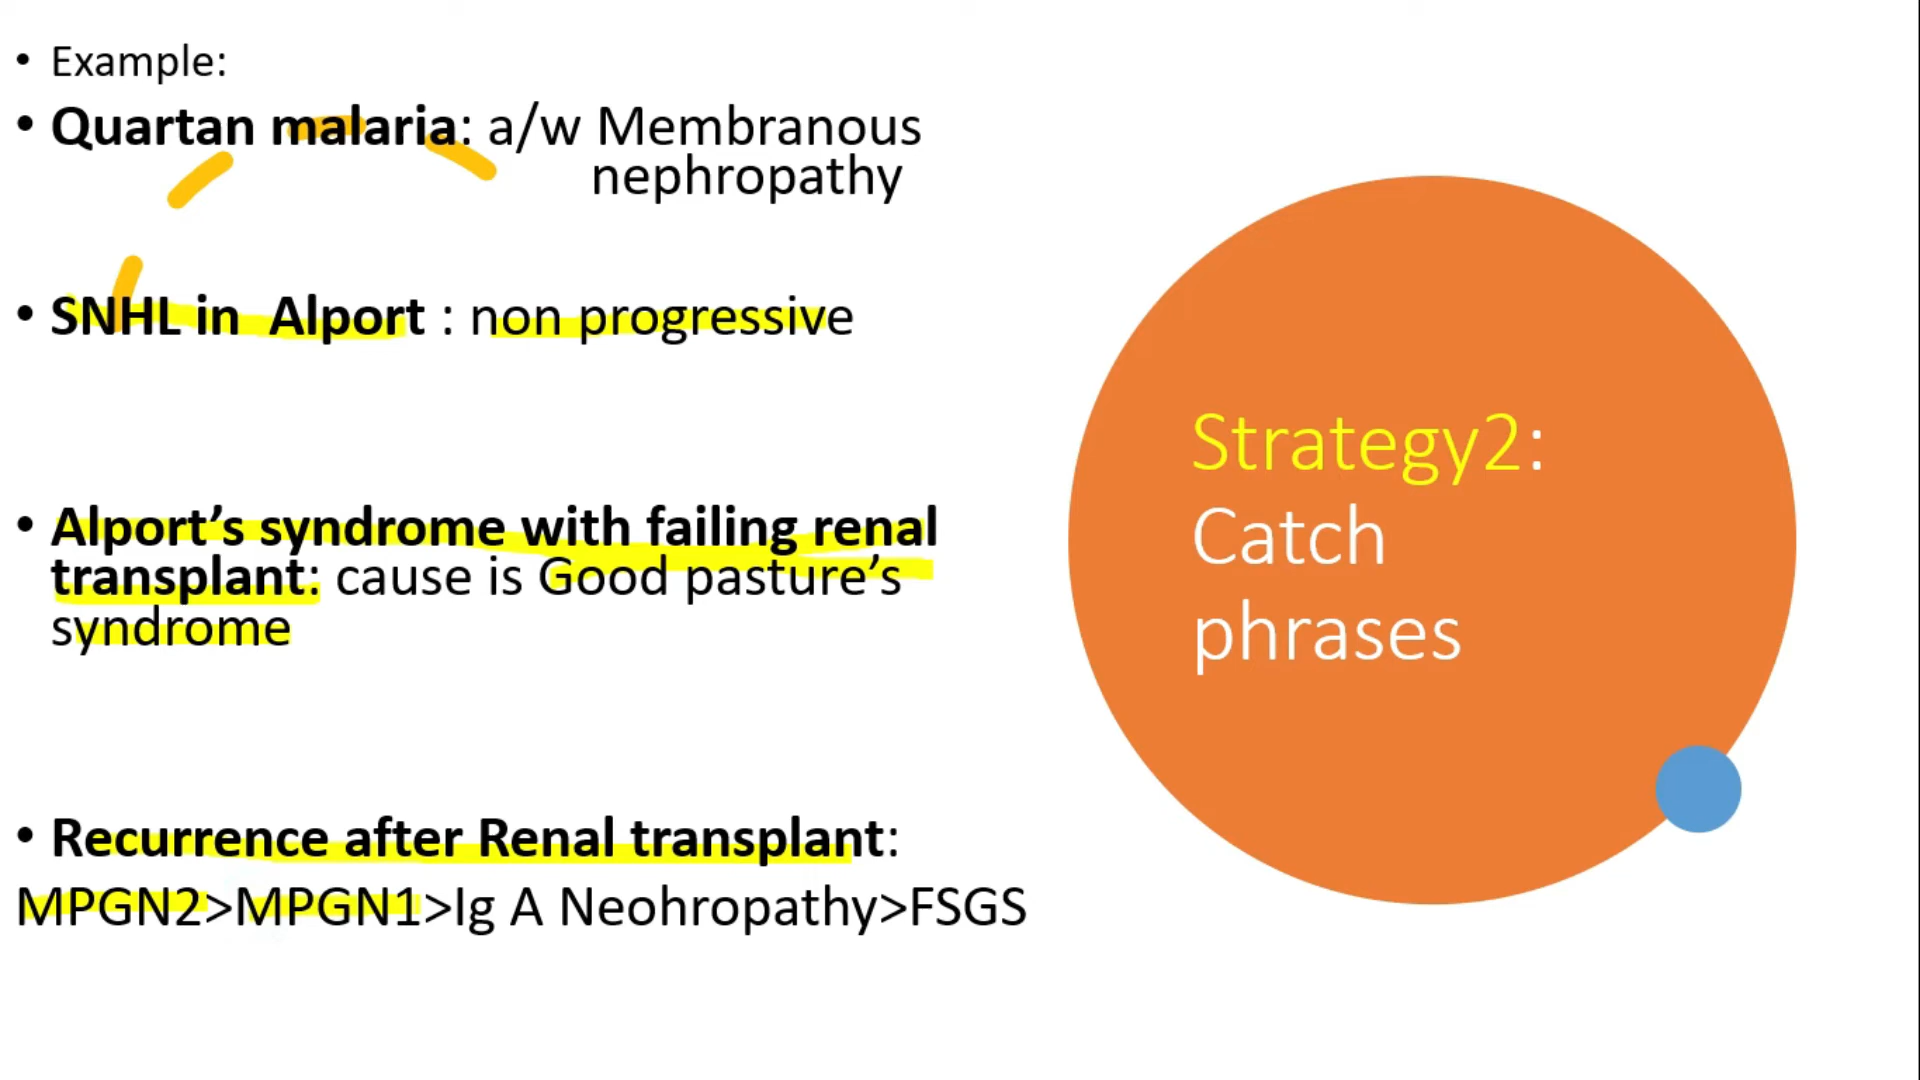 • Example:
• Quartan malaria: a/w Membranous
nephropathy
• SNHL in Alport : non progressive
• Alport’s syndrome with failing renal
transplant: cause is Good pasture’s
syndrome
• Recurrence after Renal transplant:
MPGN2>MPGN1>Ig A Neohropathy>FSGS
Strategy2:
Catch
phrases